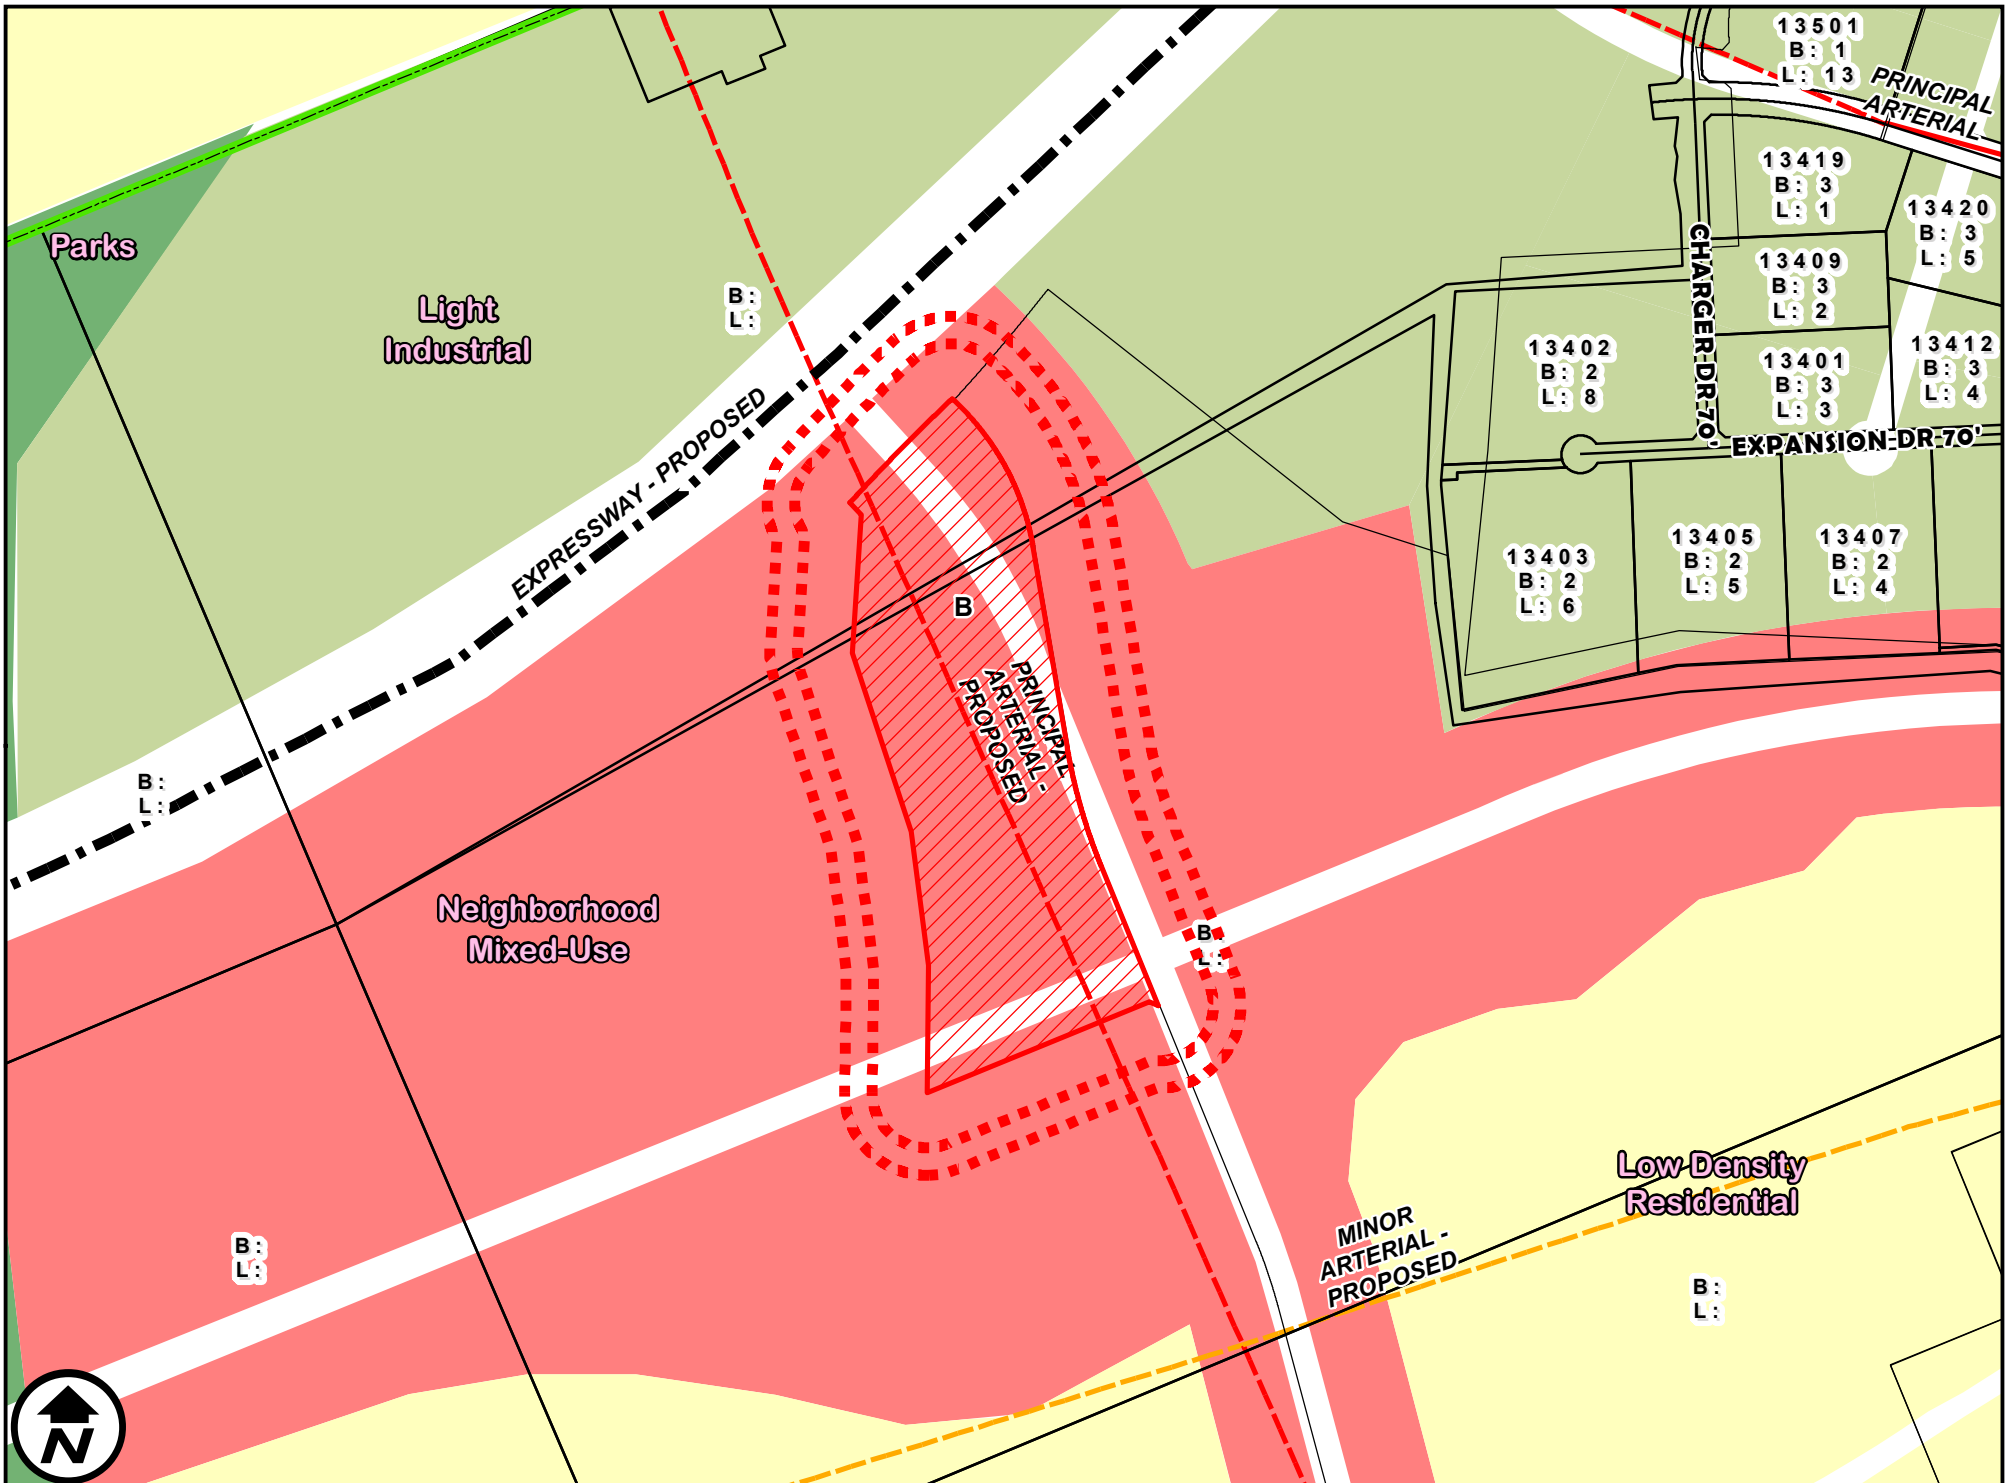 13501
B: 1
L: 13
PRINCIPAL
ARTERIAL
13419
B: 3
L: 1
13420
B: 3
L: 5
Parks
CHARGER DR 70'
13409
B: 3
L: 2
Light
Industrial
B:
L:
13402
B: 2
L: 8
13401
B: 3
L: 3
13412
B: 3
L: 4
EXPRESSWAY - PROPOSED
EXPANSION DR 70'
13403
B: 2
L: 6
13405
B: 2
L: 5
13407
B: 2
L: 4
B
PRINCIPAL
ARTERIAL -
PROPOSED
B:
L:
Neighborhood
Mixed-Use
B:
L:
Low Density
Residential
MINOR
ARTERIAL -
PROPOSED
B:
L:
B:
L:
N